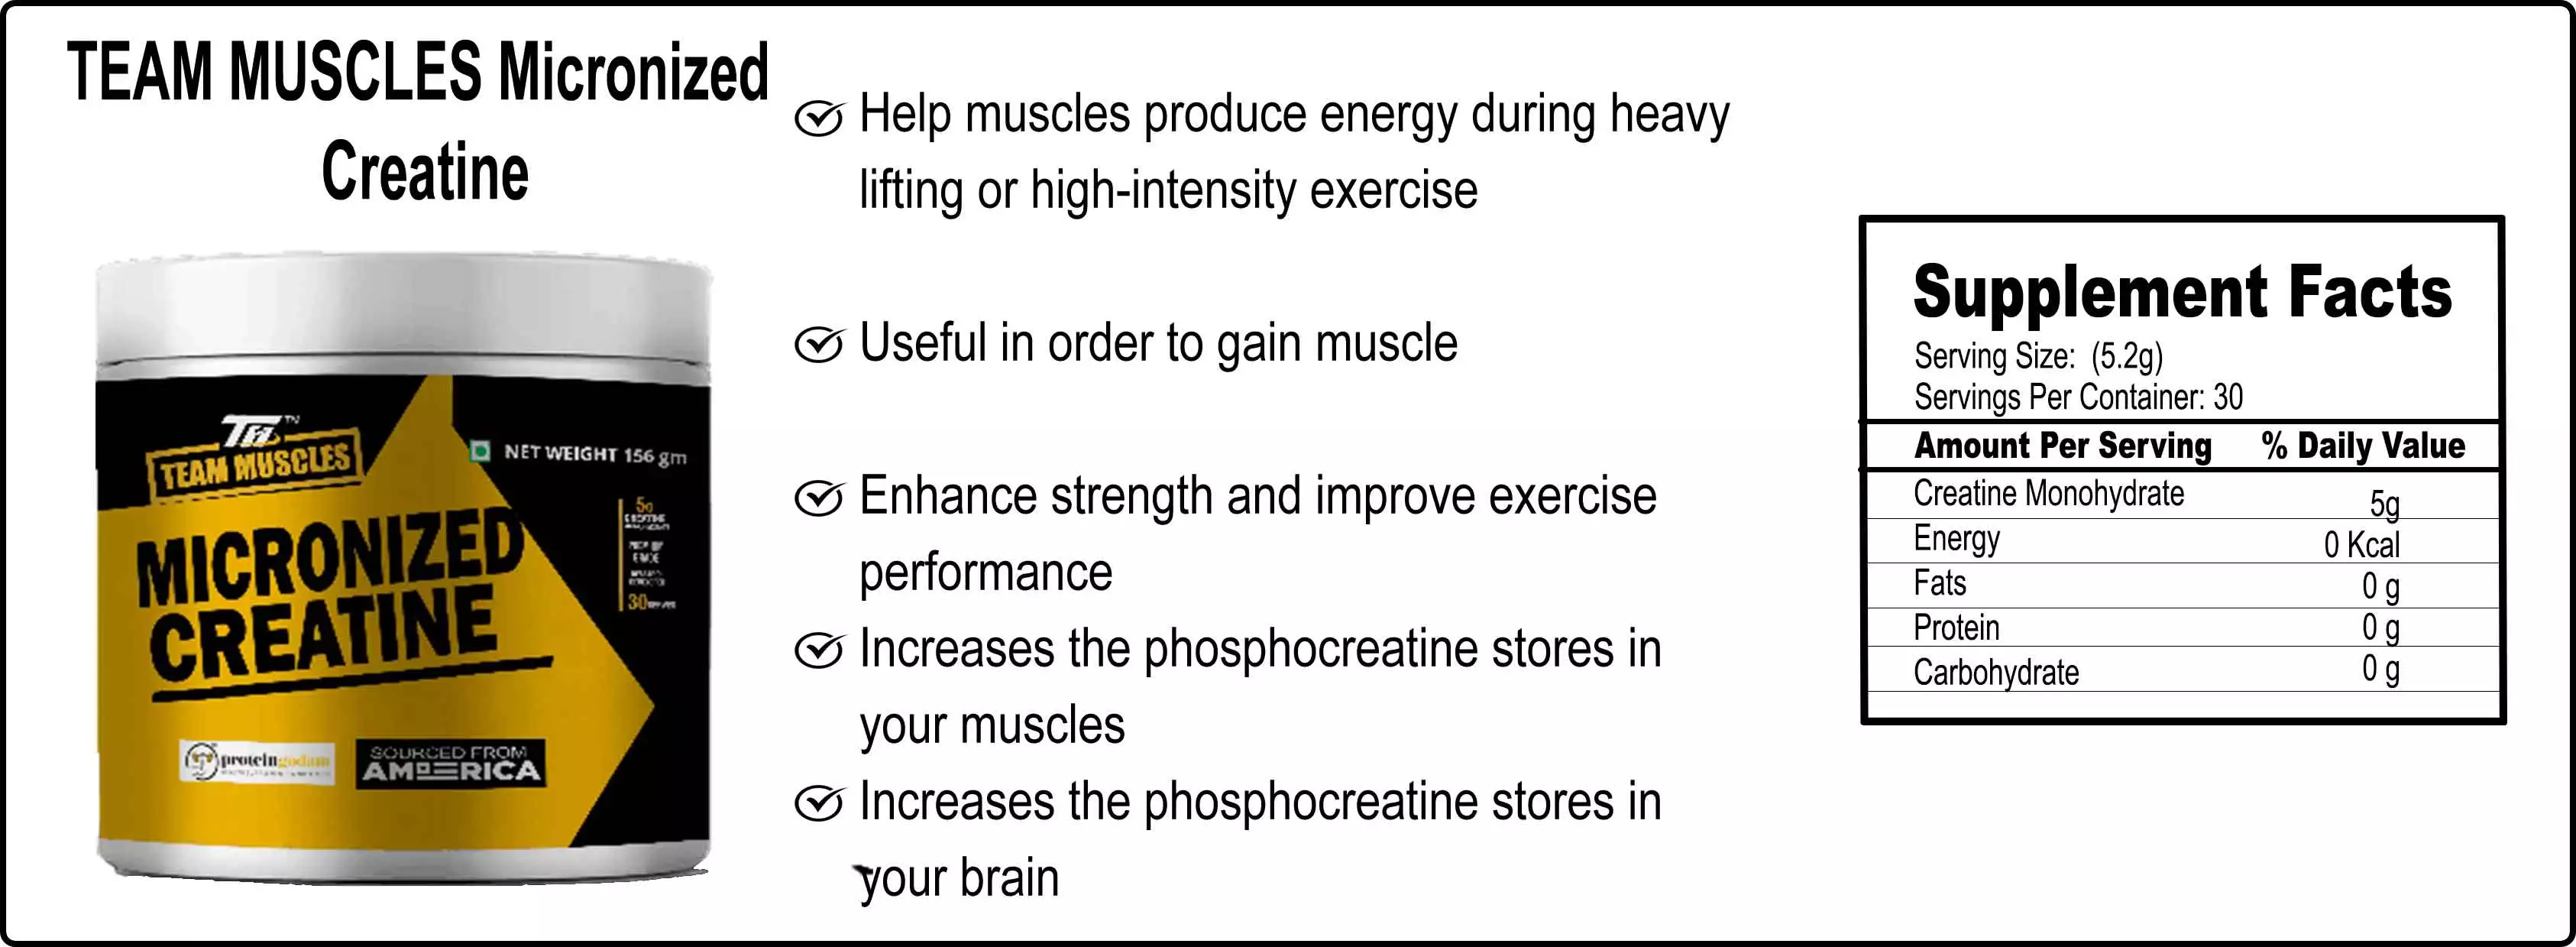 TEAM MUSCLES Micronized
Creatine
Help muscles produce energy during heavy
lifting or high-intensity exercise
Useful in order to gain muscle
Enhance strength and improve exercise
performance
Increases the phosphocreatine stores in
your muscles
Increases the phosphocreatine stores in
your brain
TM
TEAM MUSCLES
NET WEIGHT 156 gm
MICRONIZED
CREATINE
5g
30
proteingodam
SOURCED FROM
AMERICA
Supplement Facts
Serving Size: (5.2g)
Servings Per Container: 30
Amount Per Serving % Daily Value
Creatine Monohydrate 5g
Energy 0 Kcal
Fats 0 g
Protein 0 g
Carbohydrate 0 g